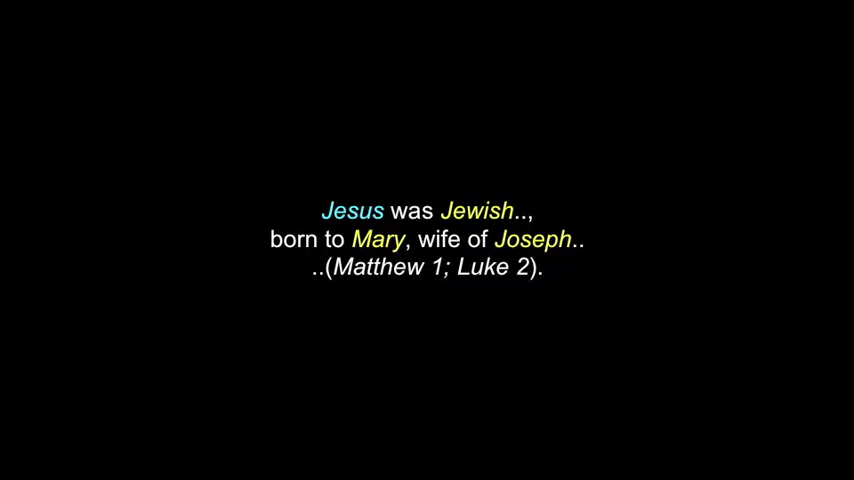 Jesus was Jewish..,
born to Mary, wife of Joseph..
..(Matthew 1; Luke 2).